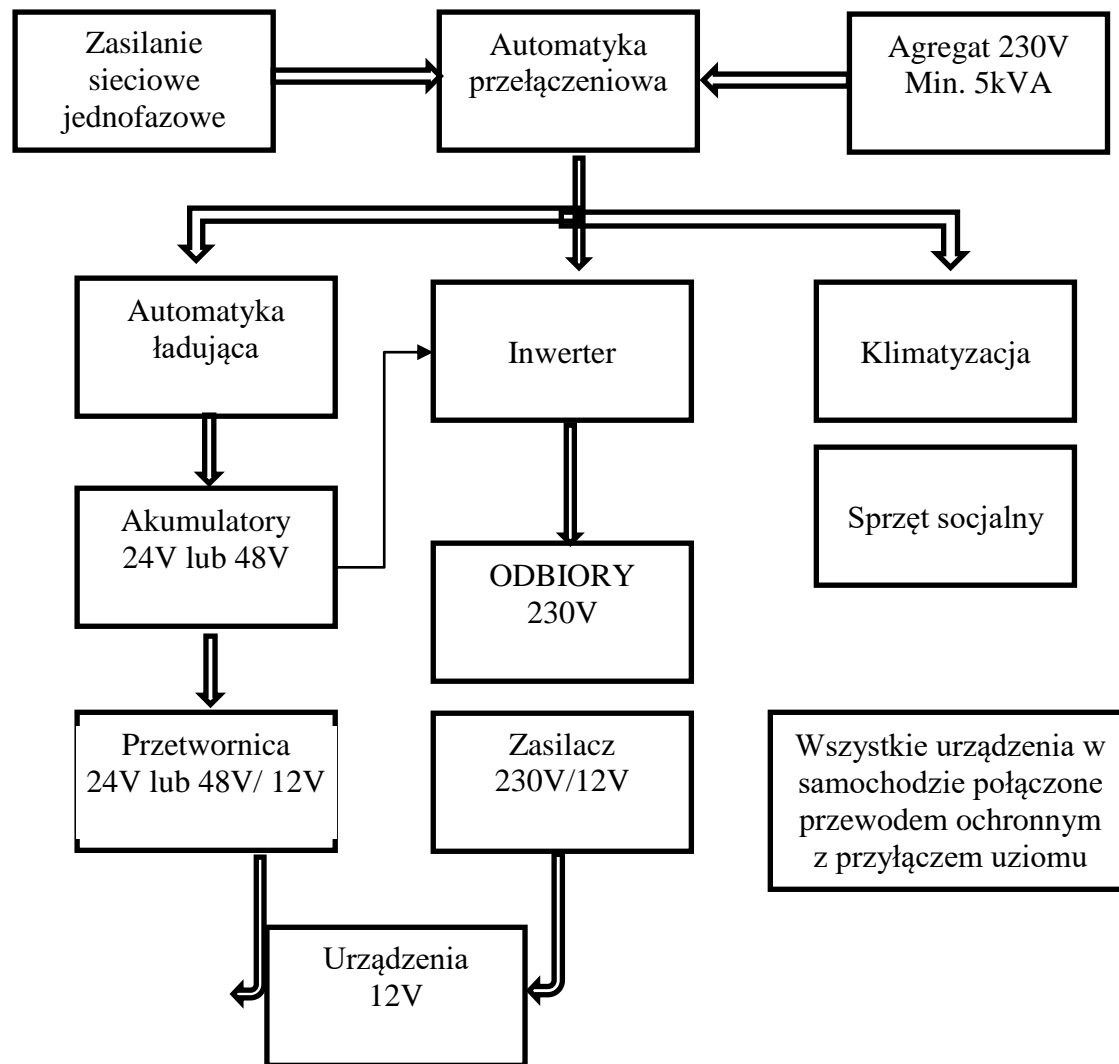 Zasilanie
sieciowe
jednofazowe
Automatyka
przełączeniowa
Agregat 230V
Min. 5kVA
Automatyka
ładująca
Inwerter
Klimatyzacja
Akumulatory
24V lub 48V
Sprzęt socjalny
ODBIORY
230V
Przetwornica
24V lub 48V/ 12V
Zasilacz
230V/12V
Wszystkie urządzenia w
samochodzie połączone
przewodem ochronnym
z przyłączem uziomu
Urządzenia
12V